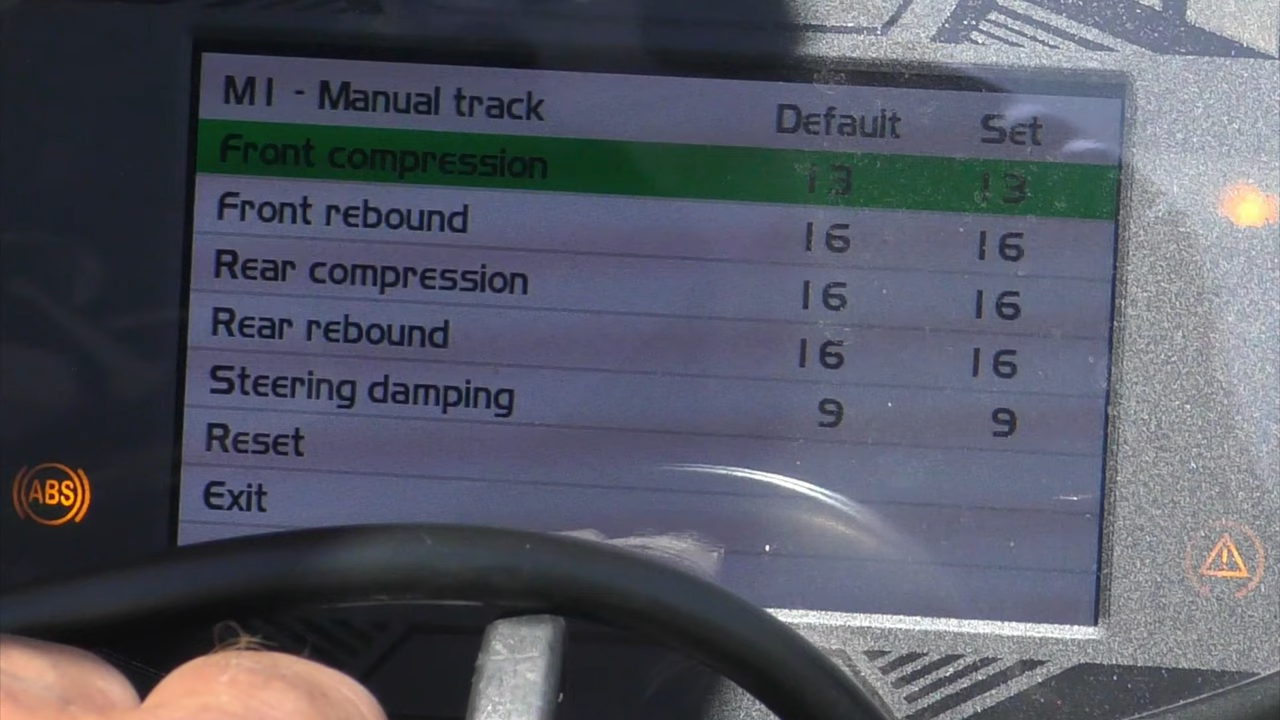 M1 - Manual track Default Set
Front compression 13 13
Front rebound 16 16
Rear compression 16 16
Rear rebound 16 16
Steering damping 9 9
Reset
Exit
ABS